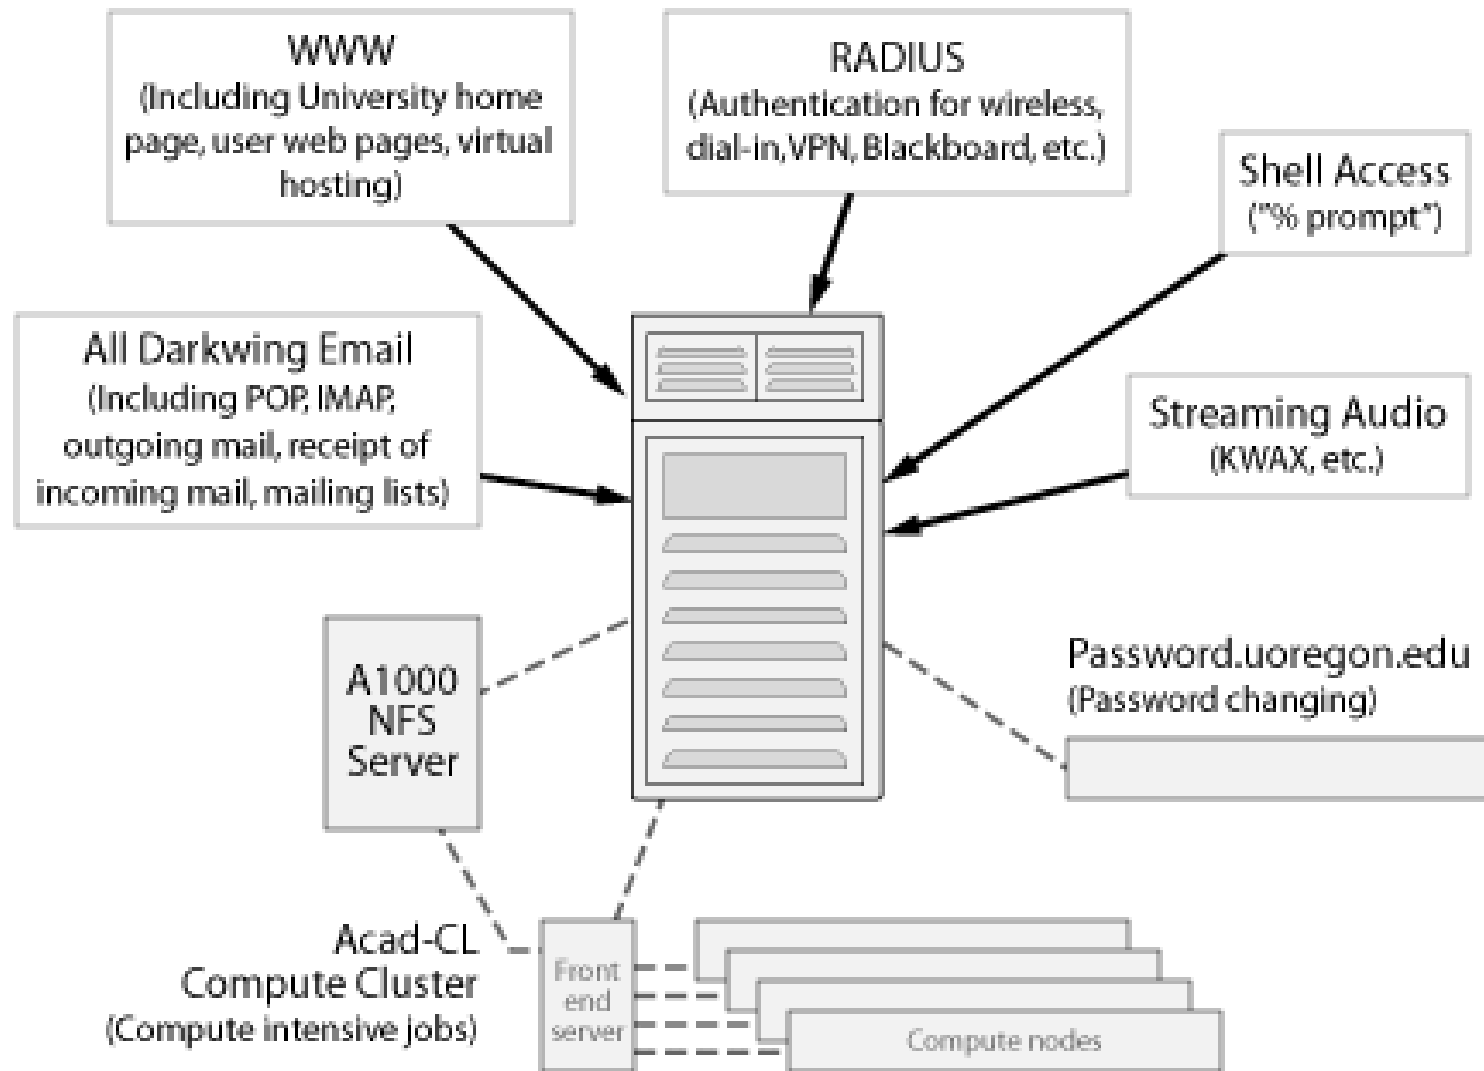 WWW
(Including University home
page, user web pages, virtual
hosting)
RADIUS
(Authentication for wireless,
dial-in, VPN, Blackboard, etc.)
Shell Access
("% prompt")
All Darkwing Email
(Including POP, IMAP,
outgoing mail, receipt of
incoming mail, mailing lists)
Streaming Audio
(KWAX, etc.)
A1000
NFS
Server
Password.uoregon.edu
(Password changing)
Acad-CL
Compute Cluster
(Compute intensive jobs)
Front
end
server
Compute nodes